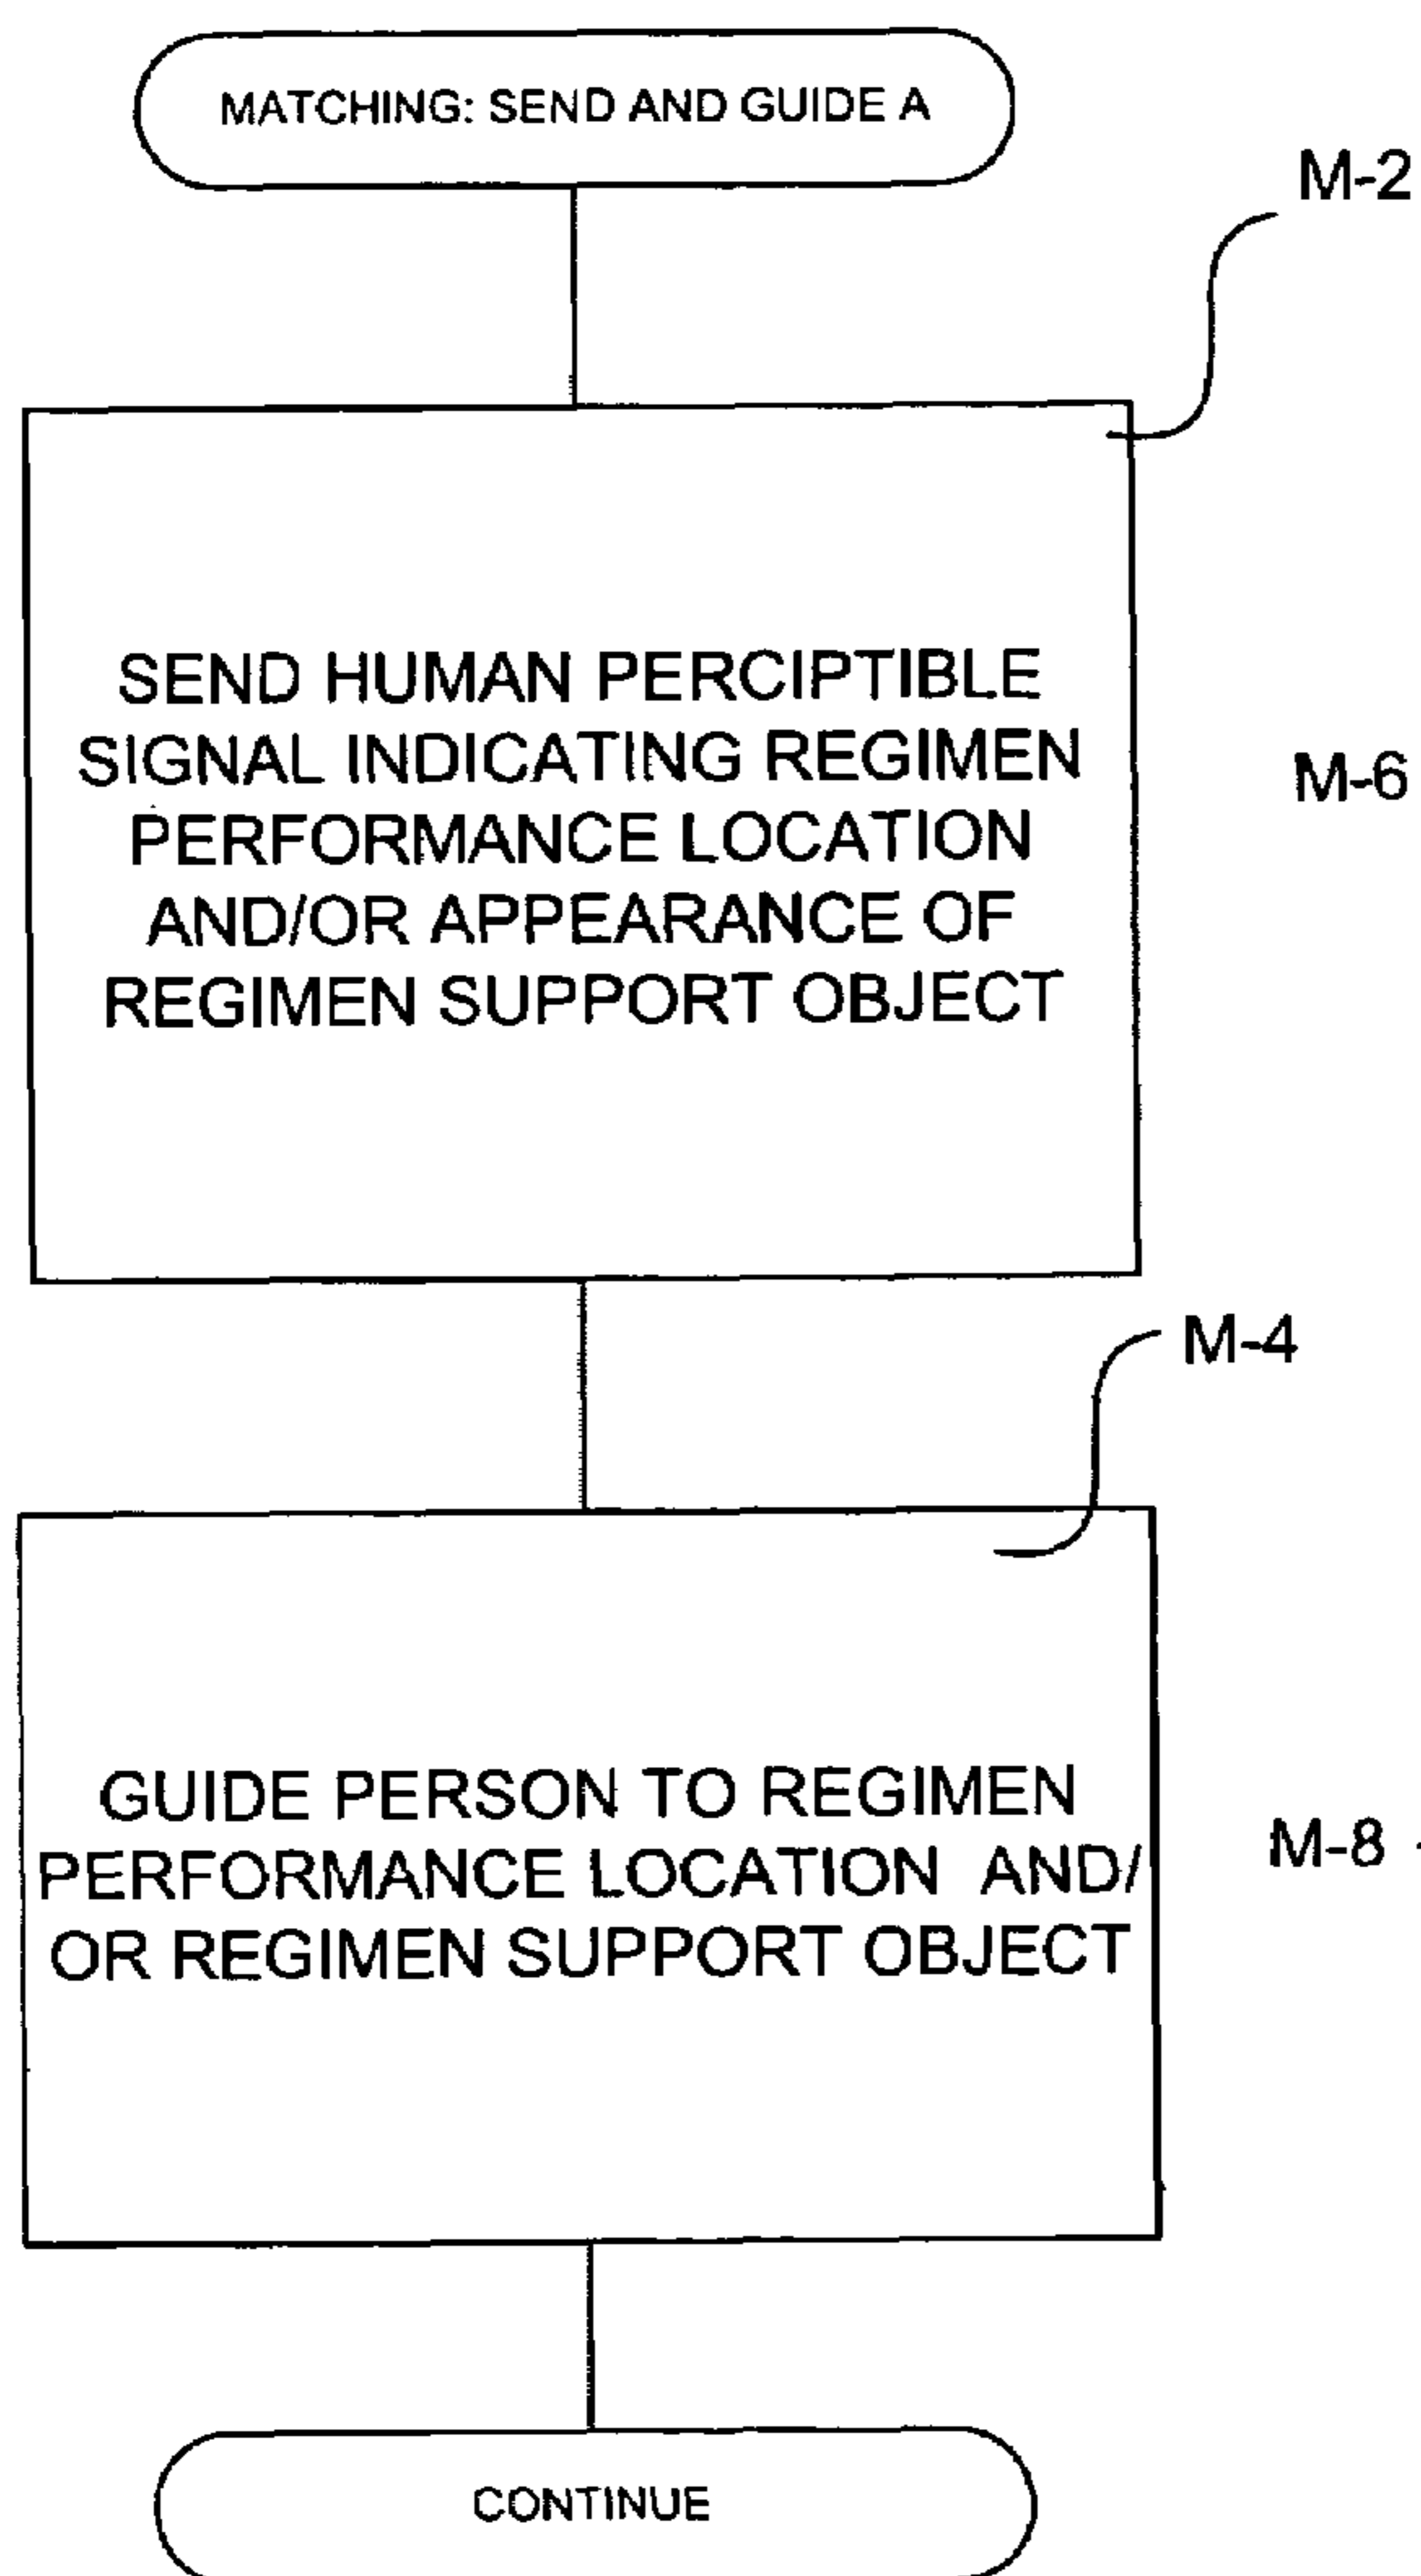 MATCHING: SEND AND GUIDE A
M-2
SEND HUMAN PERCIPTIBLE
SIGNAL INDICATING REGIMEN
PERFORMANCE LOCATION
AND/OR APPEARANCE OF
REGIMEN SUPPORT OBJECT
M-6
M-4
GUIDE PERSON TO REGIMEN
PERFORMANCE LOCATION AND/
OR REGIMEN SUPPORT OBJECT
M-8
CONTINUE